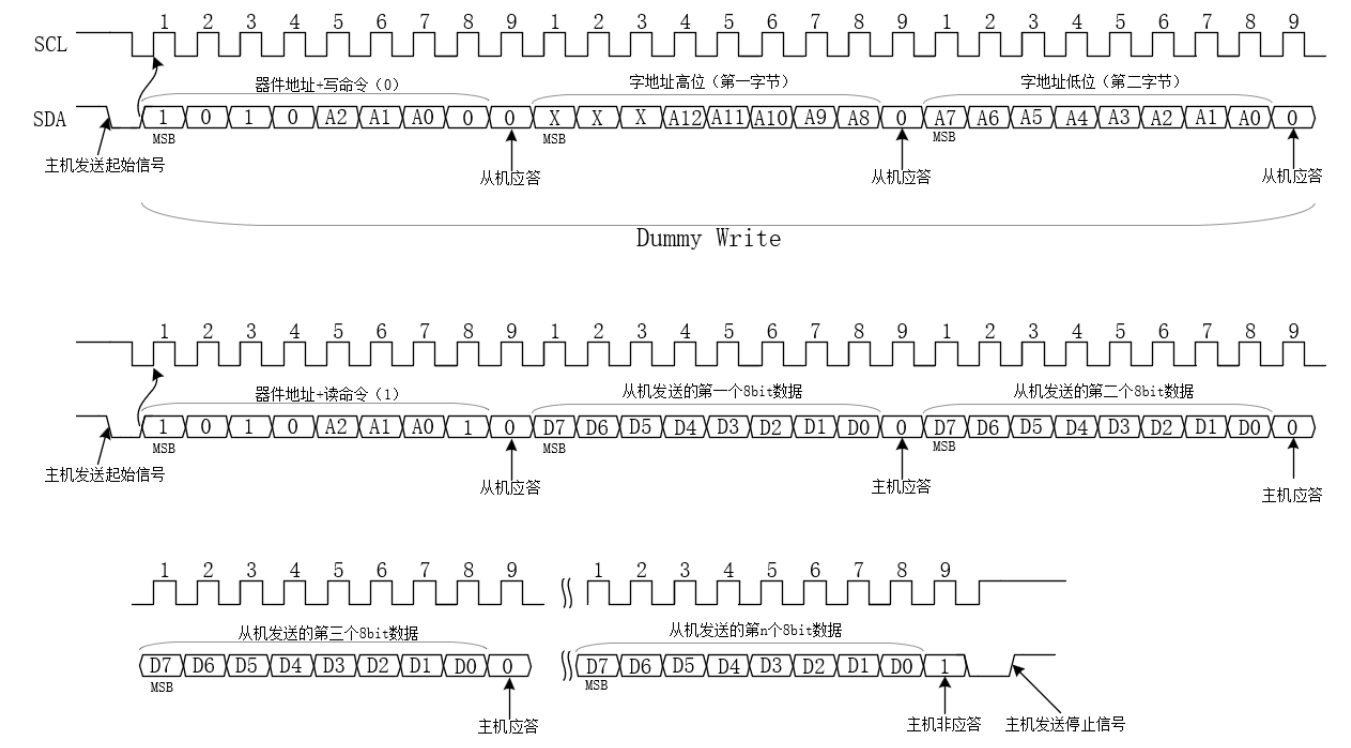 1 2 3 4 5 6 7 8 9 1 2 3 4 5 6 7 8 9 1 2 3 4 5 6 7 8 9
SCL
器件地址+写命令（0） 字地址高位（第一字节） 字地址低位（第二字节）
SDA 1 0 1 0 A2 A1 A0 0 0 X X X A12 A11 A10 A9 A8 0 A7 A6 A5 A4 A3 A2 A1 A0 0
MSB MSB MSB
主机发送起始信号 从机应答 从机应答 从机应答
Dummy Write
1 2 3 4 5 6 7 8 9 1 2 3 4 5 6 7 8 9 1 2 3 4 5 6 7 8 9
器件地址+读命令（1） 从机发送的第一个8bit数据 从机发送的第二个8bit数据
1 0 1 0 A2 A1 A0 1 0 D7 D6 D5 D4 D3 D2 D1 D0 0 D7 D6 D5 D4 D3 D2 D1 D0 0
MSB MSB MSB
主机发送起始信号 从机应答 主机应答 主机应答
1 2 3 4 5 6 7 8 9 1 2 3 4 5 6 7 8 9
从机发送的第三个8bit数据 从机发送的第n个8bit数据
D7 D6 D5 D4 D3 D2 D1 D0 0 D7 D6 D5 D4 D3 D2 D1 D0 1
MSB MSB
主机应答 主机非应答 主机发送停止信号